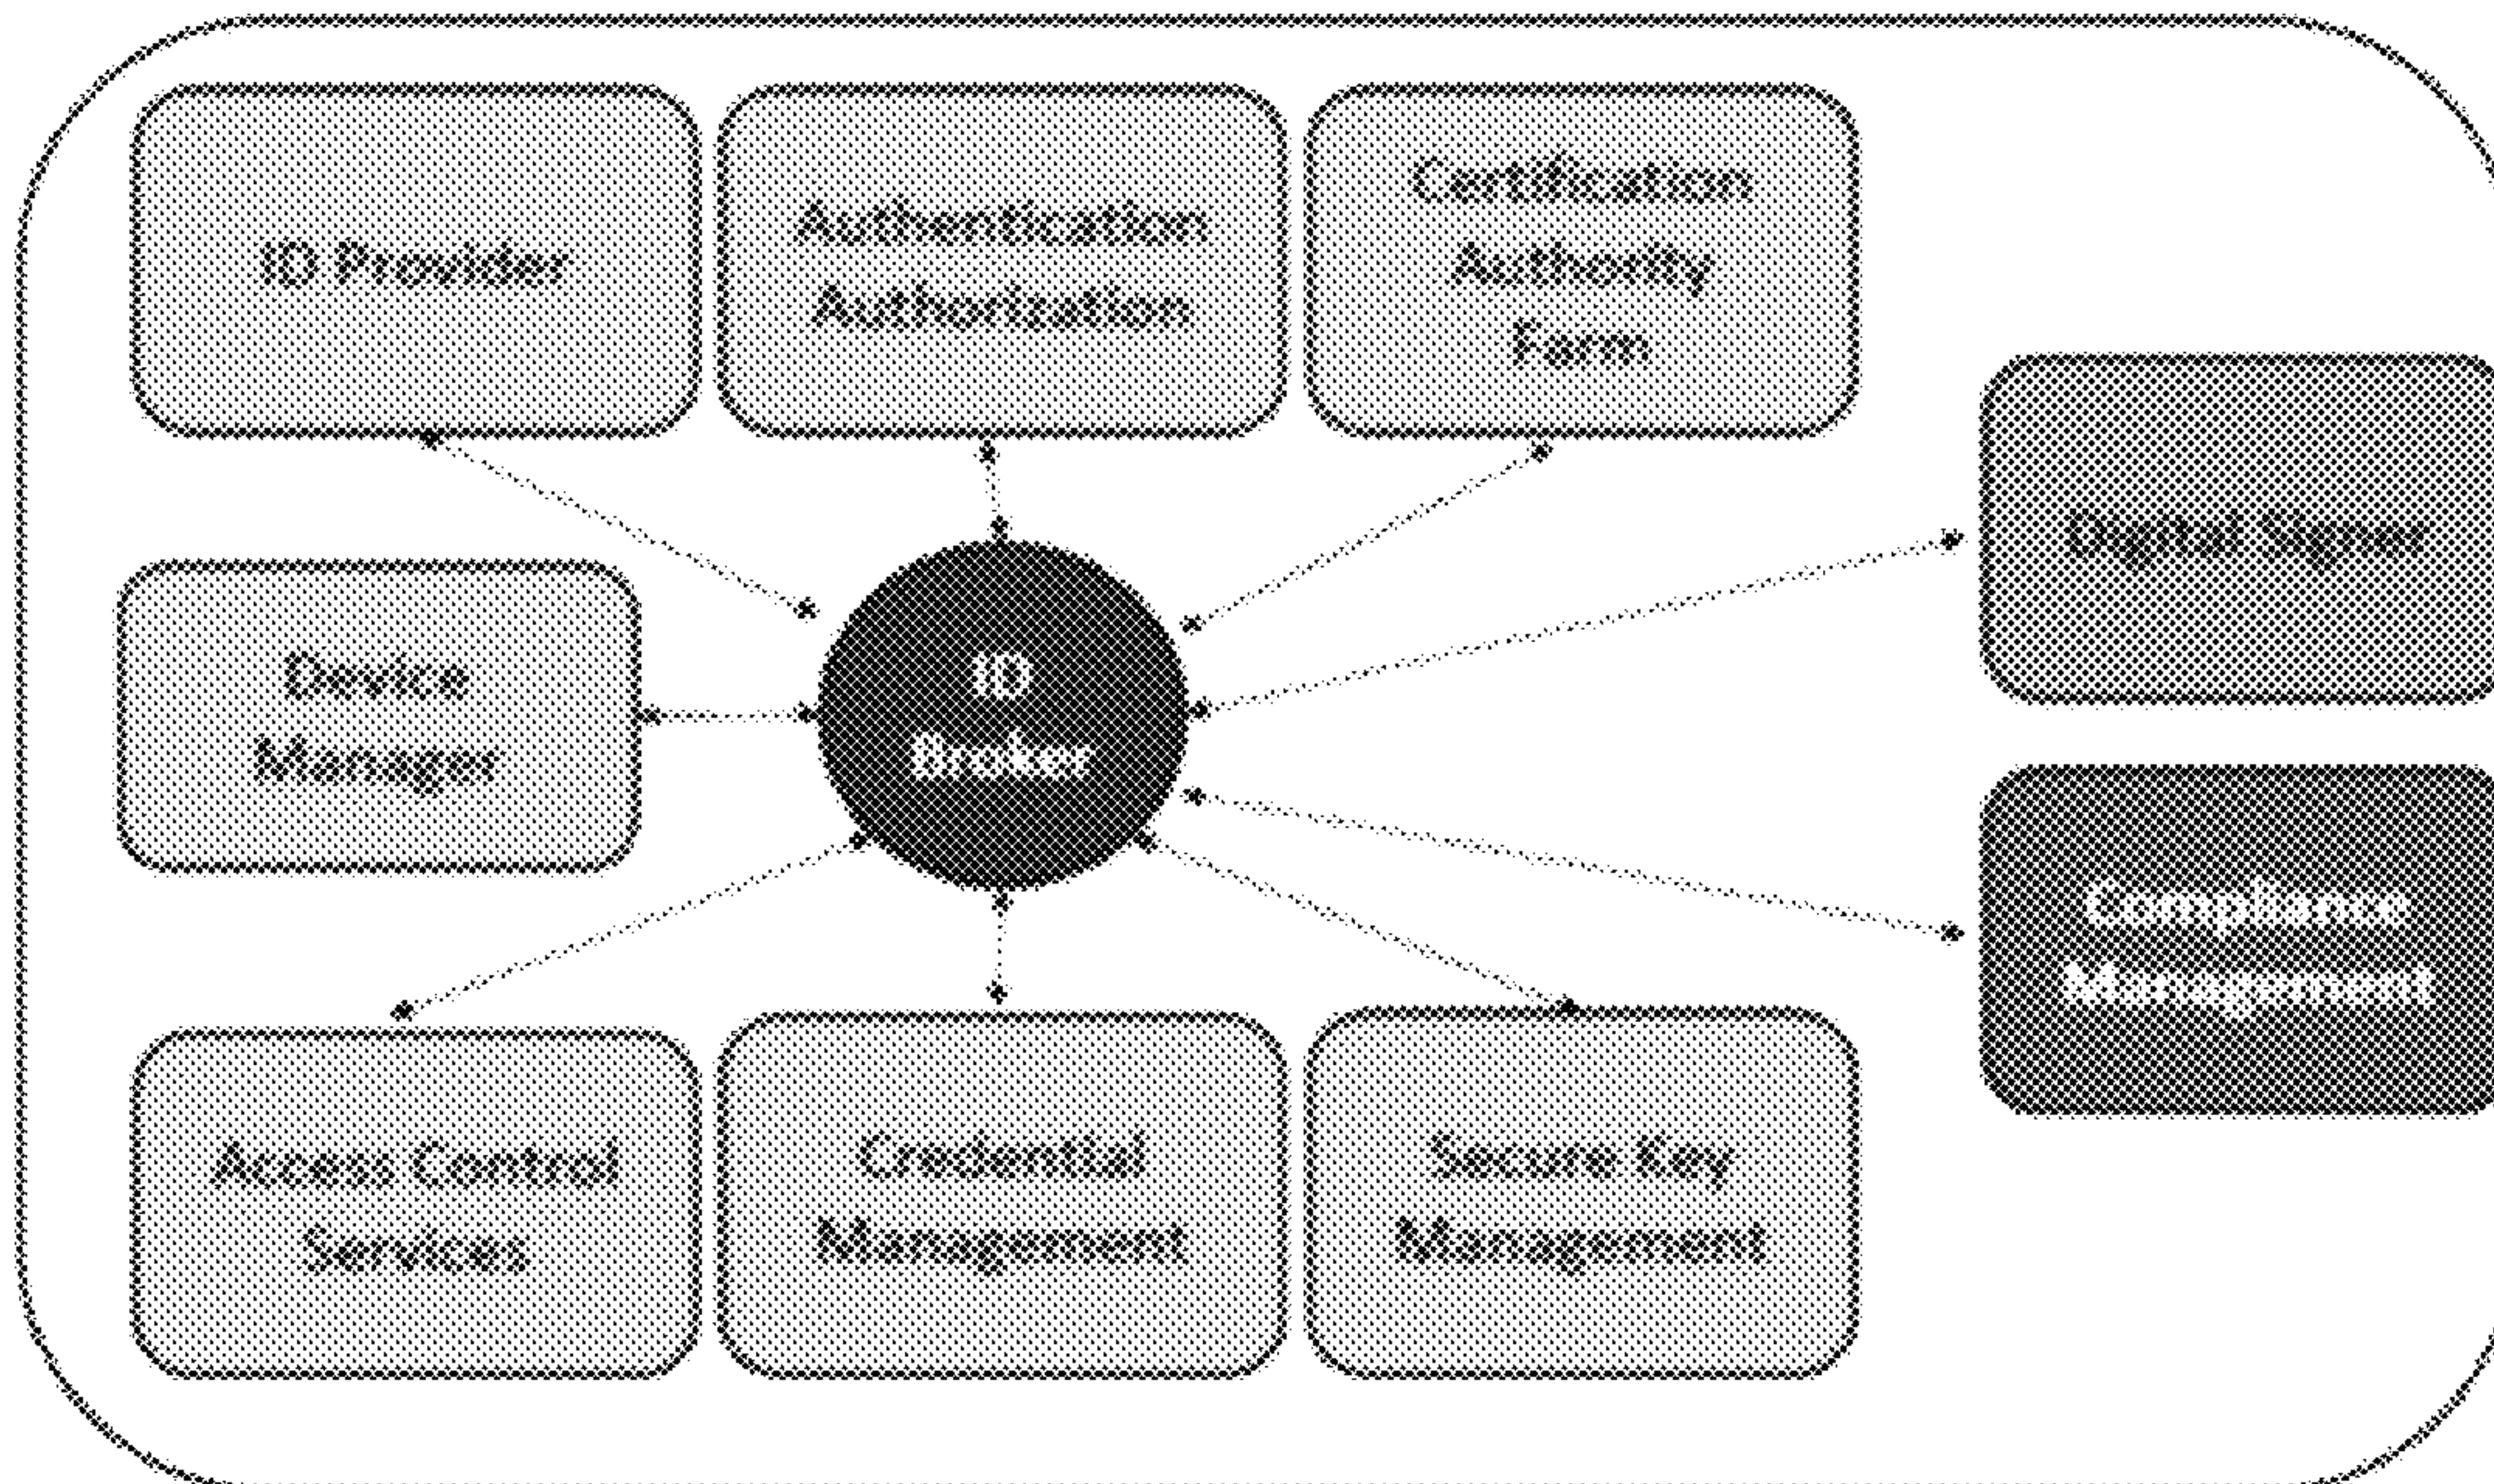 ID Provider
Authentication
Authorization
Certification
Authority
Farm
Digital Signer
Device
Manager
ID
Broker
Compliance
Management
Access Control
Services
Credential
Management
Secure Key
Management